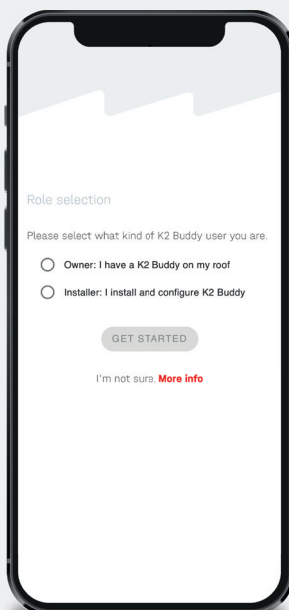 Role selection
Please select what kind of K2 Buddy user you are.
Owner: I have a K2 Buddy on my roof
Installer: I install and configure K2 Buddy
GET STARTED
I'm not sure. More info